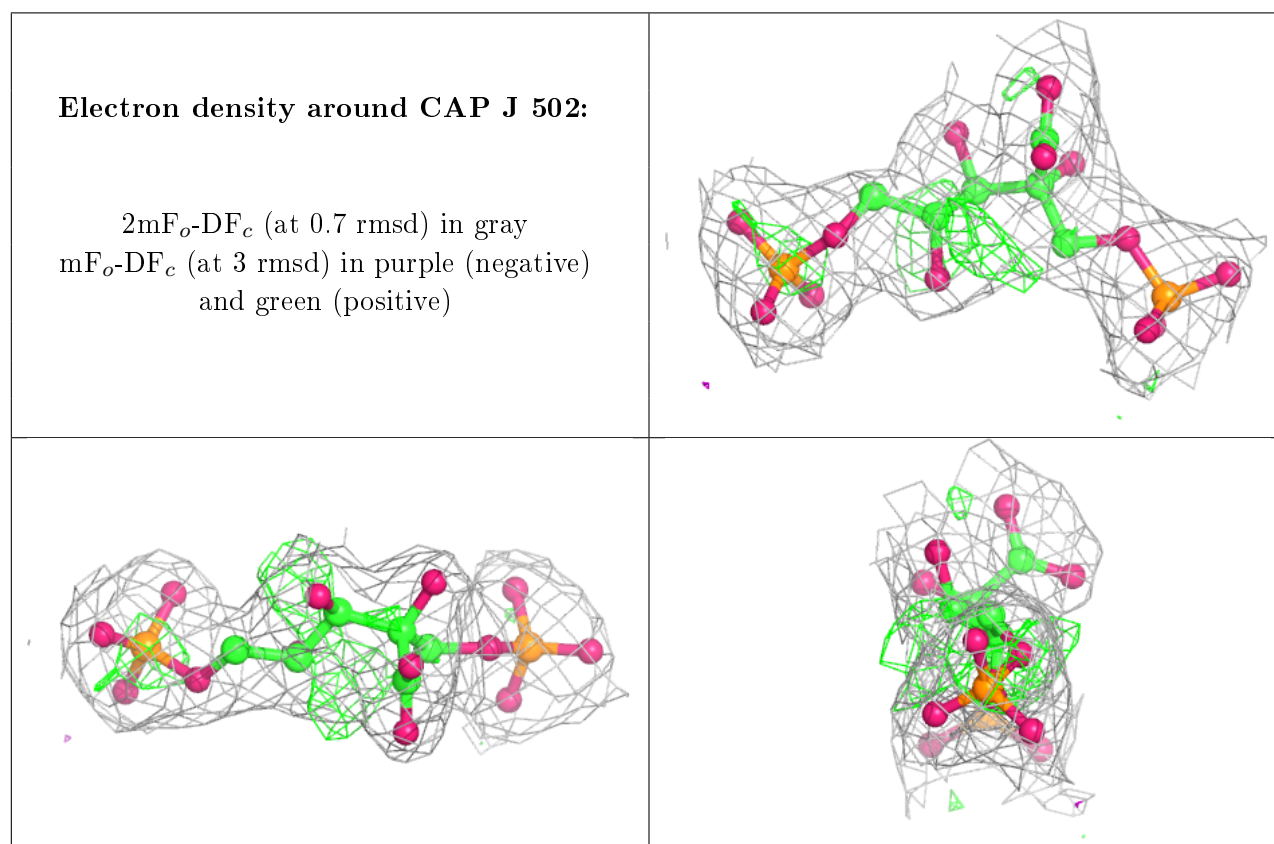 Electron density around CAP J 502:
2mFo-DFc (at 0.7 rmsd) in gray
mFo-DFc (at 3 rmsd) in purple (negative)
and green (positive)